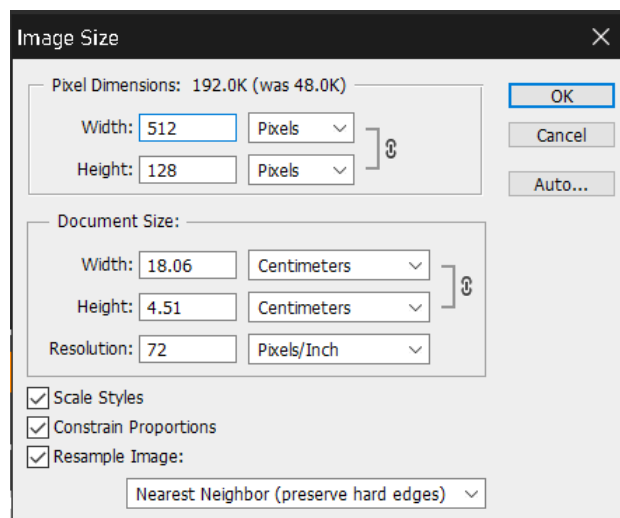 Image Size
Pixel Dimensions: 192.0K (was 48.0K)
OK
Width: 512 Pixels
Cancel
Height: 128 Pixels
Auto...
Document Size:
Width: 18.06 Centimeters
Height: 4.51 Centimeters
Resolution: 72 Pixels/Inch
Scale Styles
Constrain Proportions
Resample Image:
Nearest Neighbor (preserve hard edges)